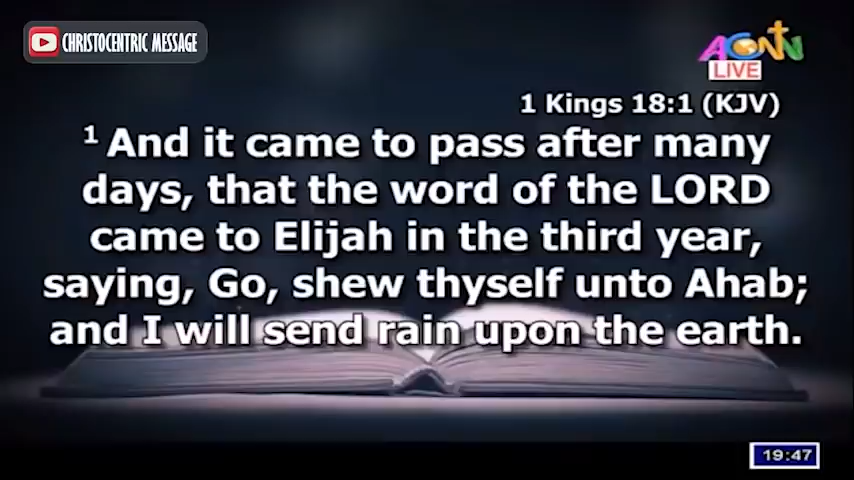 CHRISTOCENTRIC MESSAGE
ACNN
LIVE
1 Kings 18:1 (KJV)
1 And it came to pass after many
days, that the word of the LORD
came to Elijah in the third year,
saying, Go, shew thyself unto Ahab;
and I will send rain upon the earth.
19:47